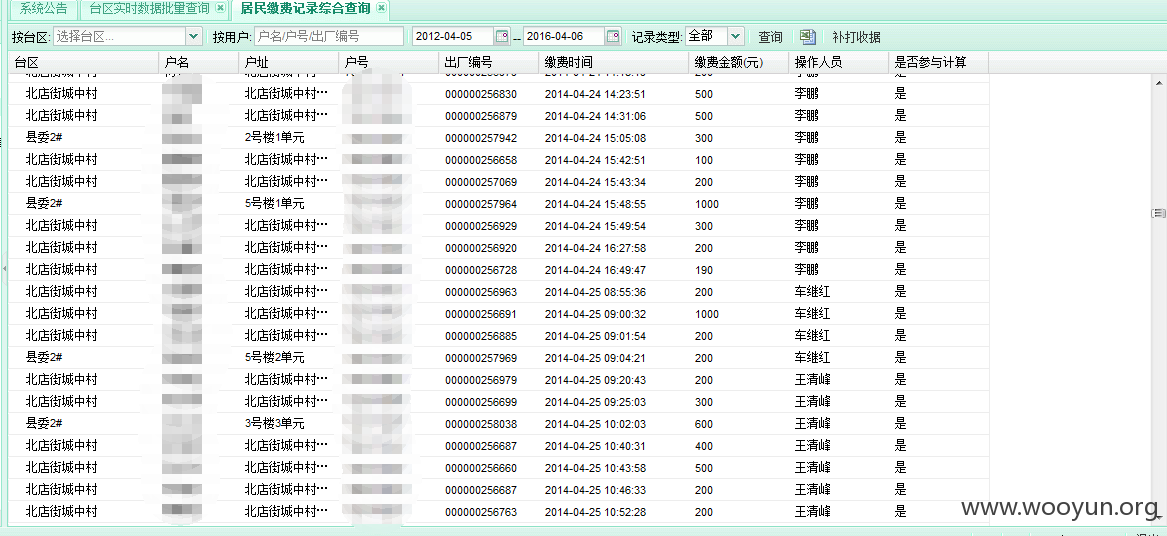 系统公告 台区实时数据批量查询 居民缴费记录综合查询
按台区: 选择台区... 按用户: 户名/户号/出厂编号 2012-04-05 -- 2016-04-06 记录类型: 全部 查询 补打收据
台区 户名 户址 户号 出厂编号 缴费时间 缴费金额(元) 操作人员 是否参与计算
北店街城中村 北店街城中村… 000000256830 2014-04-24 14:23:51 500 李鹏 是
北店街城中村 北店街城中村… 000000256879 2014-04-24 14:31:06 500 李鹏 是
县委2# 2号楼1单元 000000257942 2014-04-24 15:05:08 300 李鹏 是
北店街城中村 北店街城中村… 000000256658 2014-04-24 15:42:51 100 李鹏 是
北店街城中村 北店街城中村… 000000257069 2014-04-24 15:43:34 200 李鹏 是
县委2# 5号楼1单元 000000257964 2014-04-24 15:48:55 1000 李鹏 是
北店街城中村 北店街城中村… 000000256929 2014-04-24 15:49:54 300 李鹏 是
北店街城中村 北店街城中村… 000000256920 2014-04-24 16:27:58 200 李鹏 是
北店街城中村 北店街城中村… 000000256728 2014-04-24 16:49:47 190 李鹏 是
北店街城中村 北店街城中村… 000000256963 2014-04-25 08:55:36 200 车继红 是
北店街城中村 北店街城中村… 000000256691 2014-04-25 09:00:32 1000 车继红 是
北店街城中村 北店街城中村… 000000256885 2014-04-25 09:01:54 200 车继红 是
县委2# 5号楼2单元 000000257969 2014-04-25 09:04:21 200 车继红 是
北店街城中村 北店街城中村… 000000256979 2014-04-25 09:20:43 200 王清峰 是
北店街城中村 北店街城中村… 000000256699 2014-04-25 09:25:03 300 王清峰 是
县委2# 3号楼3单元 000000258038 2014-04-25 10:02:03 600 王清峰 是
北店街城中村 北店街城中村… 000000256687 2014-04-25 10:40:31 400 王清峰 是
北店街城中村 北店街城中村… 000000256660 2014-04-25 10:43:58 500 王清峰 是
北店街城中村 北店街城中村… 000000256687 2014-04-25 10:46:33 200 王清峰 是
北店街城中村 北店街城中村… 000000256763 2014-04-25 10:52:28 200 王清峰 是
www.wooyun.org